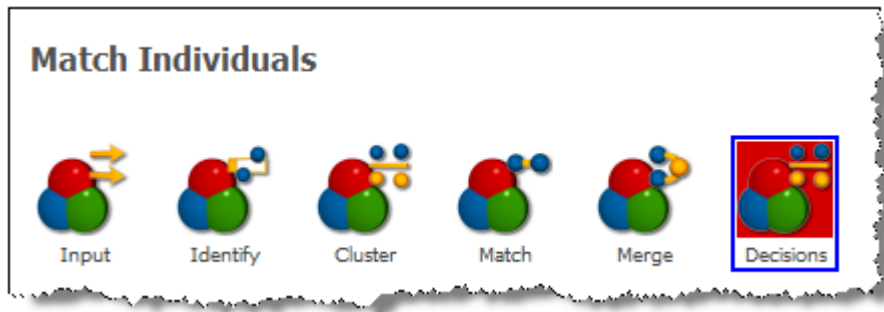 Match Individuals
Input Identify Cluster Match Merge Decisions